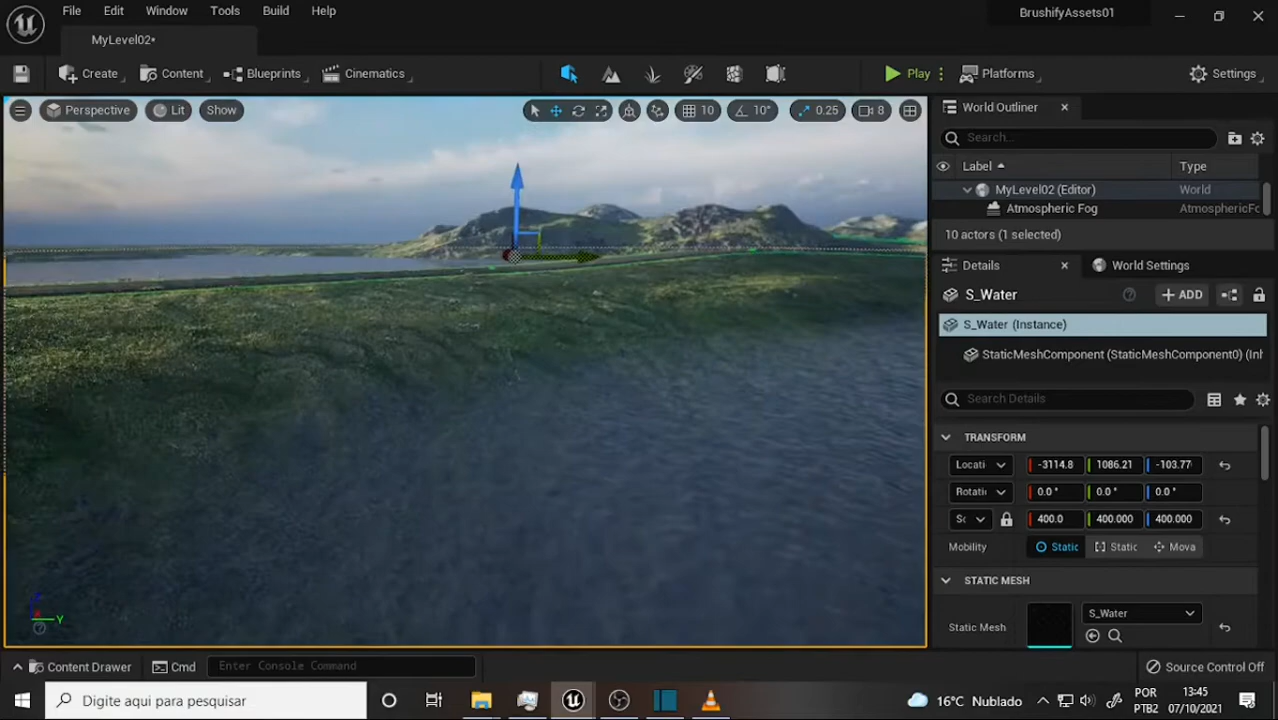 File Edit Window Tools Build Help
BrushifyAssets01
MyLevel02*
Create Content Blueprints Cinematics Play Platforms Settings
Perspective Lit Show 10 10° 0.25 8
World Outliner
Search...
Label Type
MyLevel02 (Editor) World
Atmospheric Fog AtmosphericFo
10 actors (1 selected)
Details World Settings
S_Water + ADD
S_Water (Instance)
StaticMeshComponent (StaticMeshComponent0) (Inh
Search Details
TRANSFORM
Locati -3114.8 1086.21 -103.77
Rotatic 0.0 ° 0.0 ° 0.0 °
Sc 400.0 400.000 400.000
Mobility Static Static Mova
STATIC MESH
S_Water
Static Mesh
Y
Content Drawer Cmd Enter Console Command Source Control Off
Digite aqui para pesquisar 16°C Nublado POR PTB2 13:45 07/10/2021